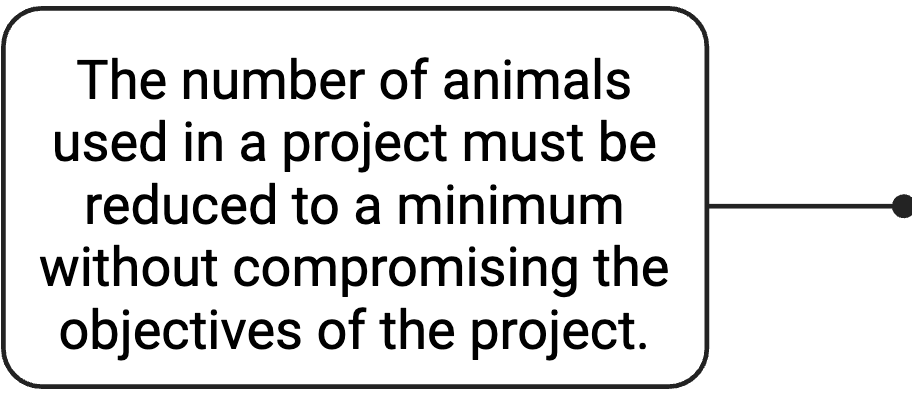 The number of animals
used in a project must be
reduced to a minimum
without compromising the
objectives of the project.